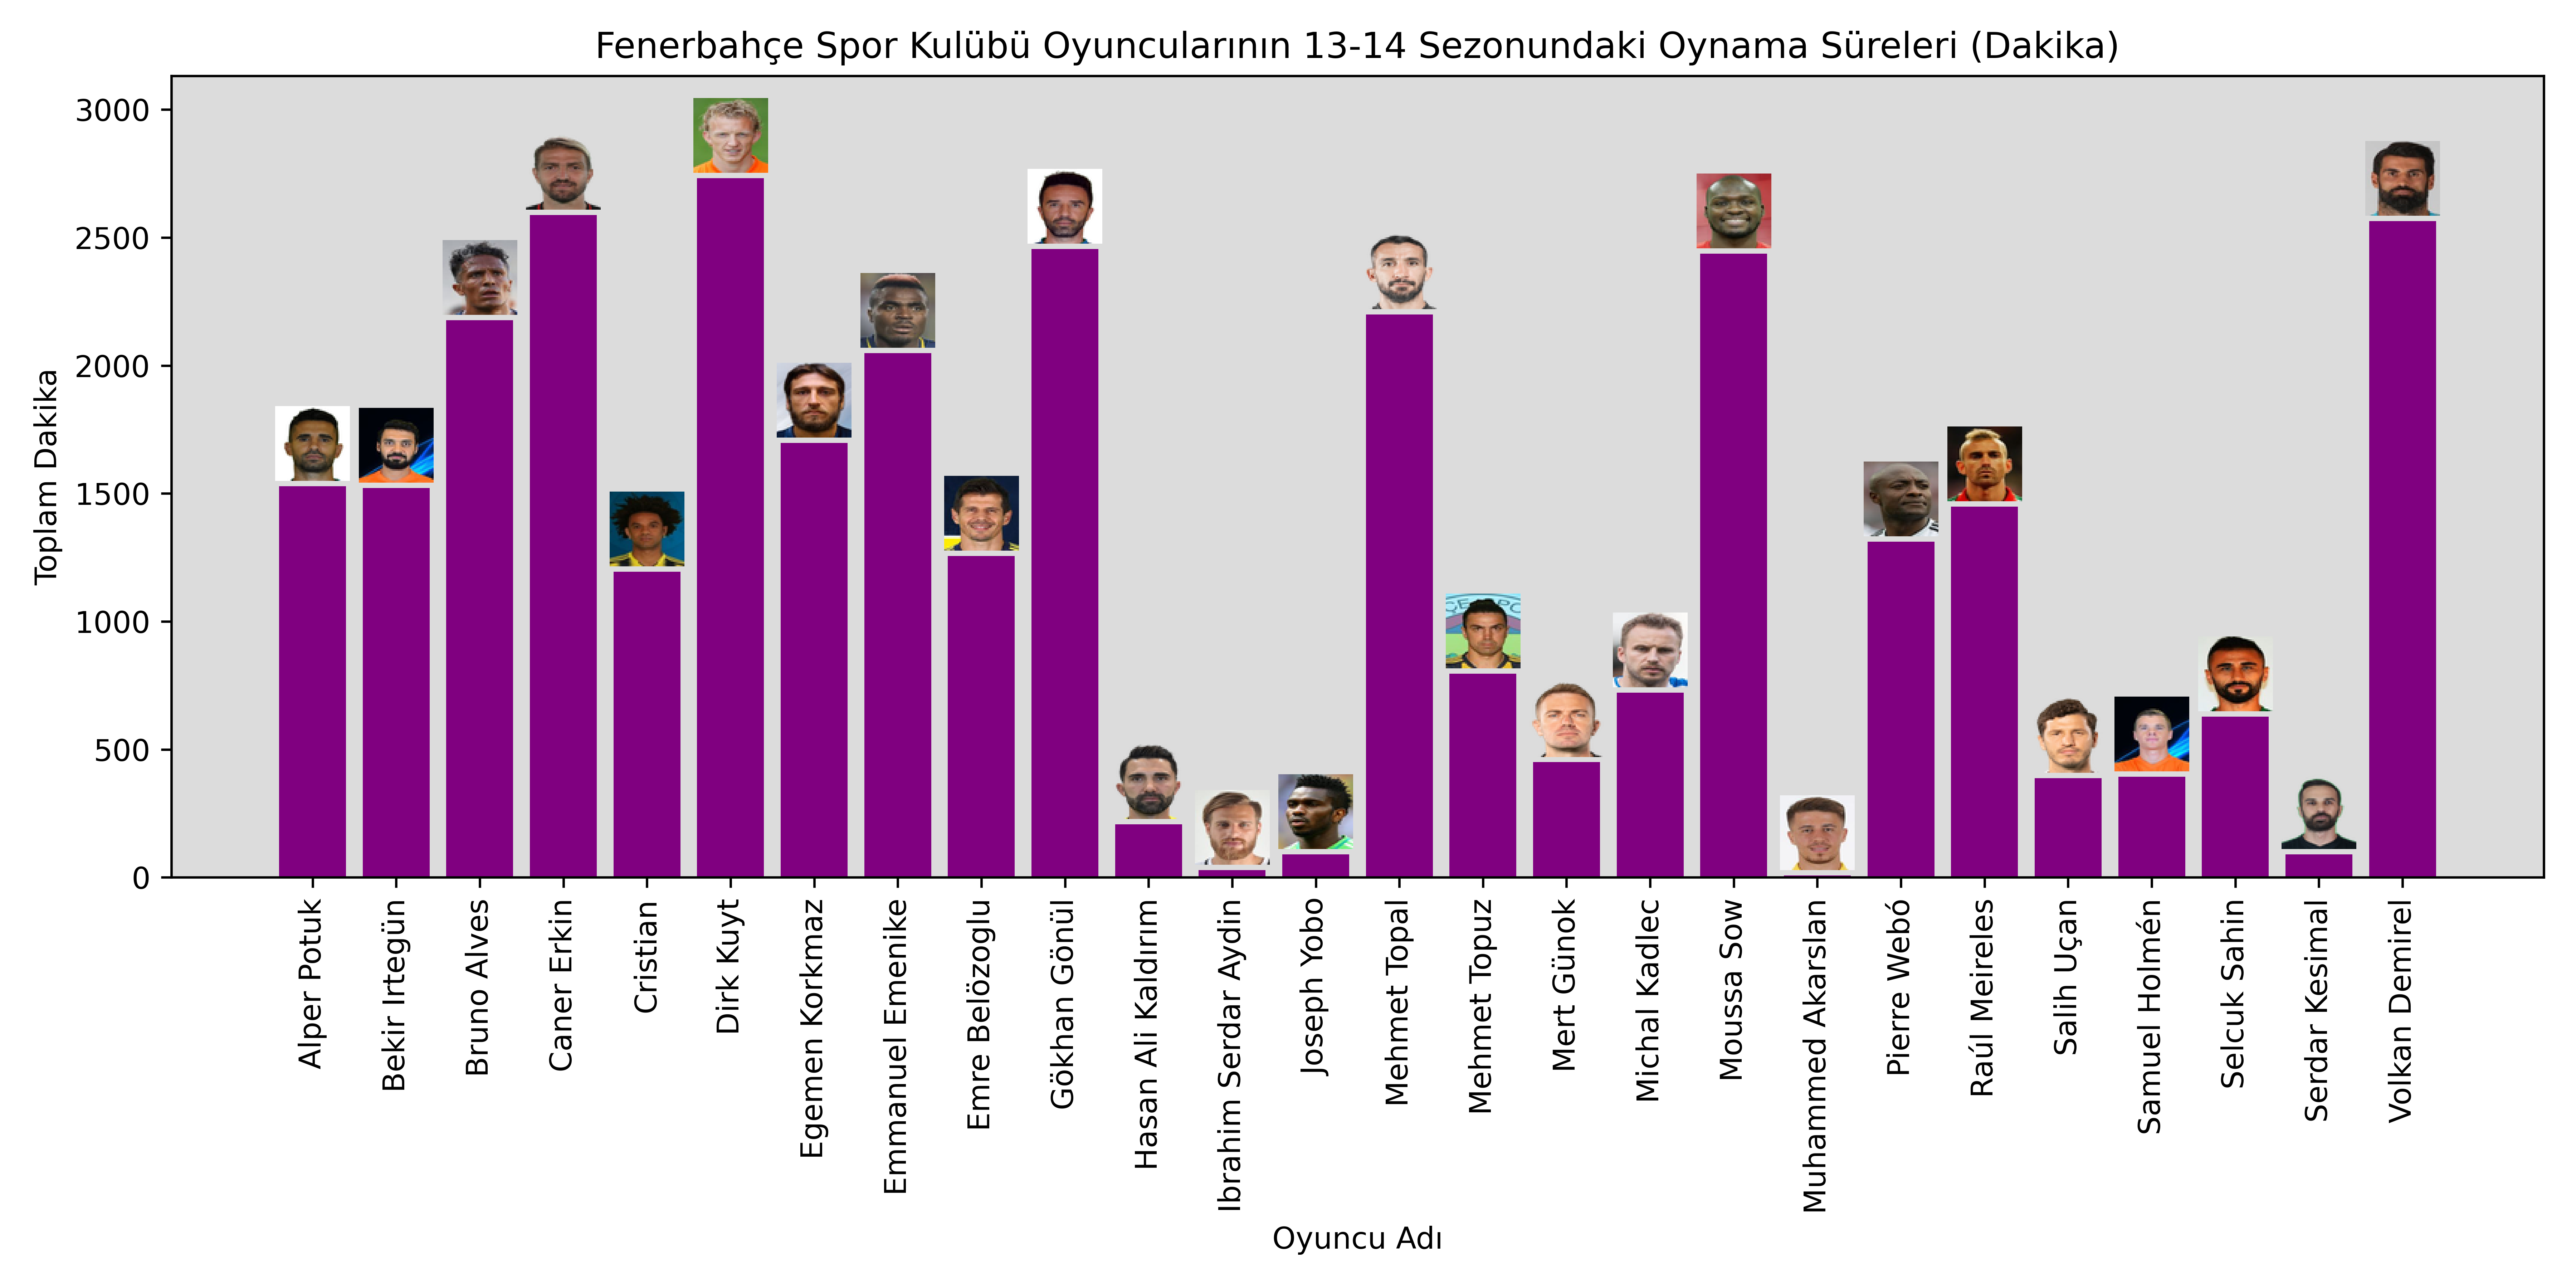 Fenerbahçe Spor Kulübü Oyuncularının 13-14 Sezonundaki Oynama Süreleri (Dakika)
Toplam Dakika
3000
2500
2000
1500
1000
500
0
Alper Potuk
Bekir Irtegün
Bruno Alves
Caner Erkin
Cristian
Dirk Kuyt
Egemen Korkmaz
Emmanuel Emenike
Emre Belözoglu
Gökhan Gönül
Hasan Ali Kaldırım
Ibrahim Serdar Aydin
Joseph Yobo
Mehmet Topal
Mehmet Topuz
Mert Günok
Michal Kadlec
Moussa Sow
Muhammed Akarslan
Pierre Webó
Raúl Meireles
Salih Uçan
Samuel Holmén
Selcuk Sahin
Serdar Kesimal
Volkan Demirel
Oyuncu Adı